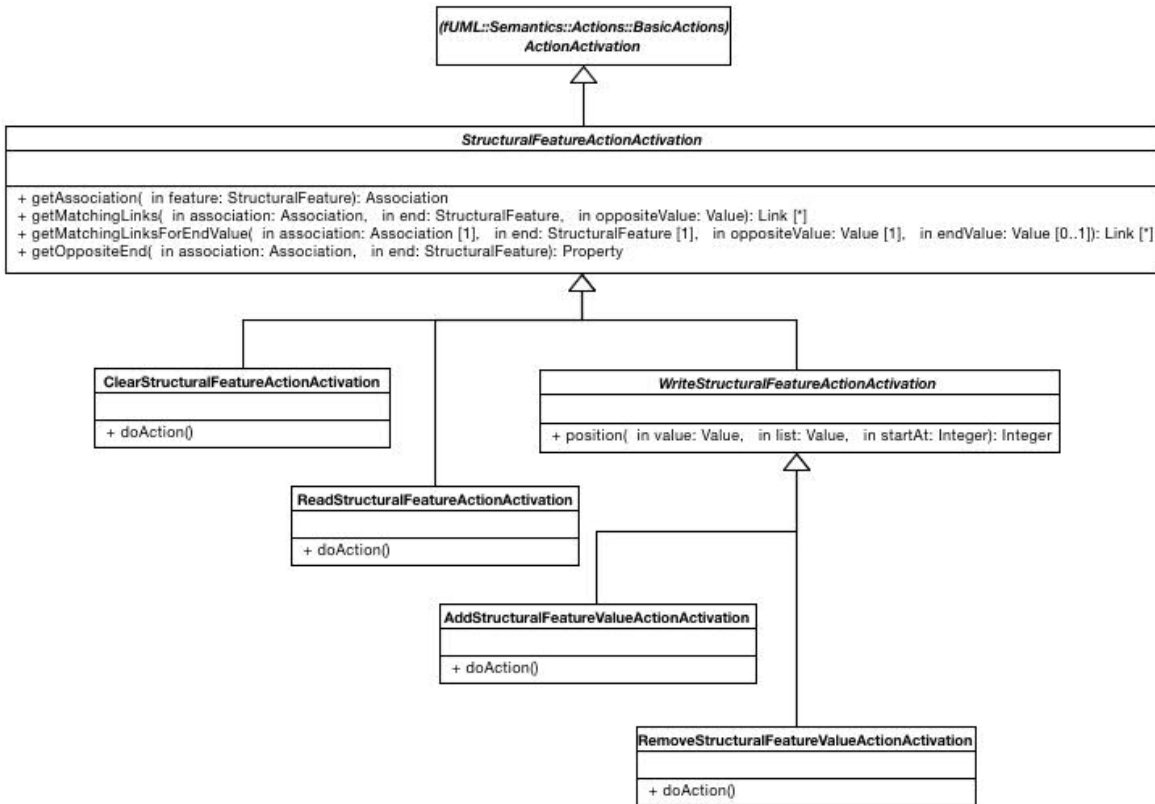 (fUML::Semantics::Actions::BasicActions)
ActionActivation
StructuralFeatureActionActivation
+ getAssociation( in feature: StructuralFeature): Association
+ getMatchingLinks( in association: Association, in end: StructuralFeature, in oppositeValue: Value): Link [*]
+ getMatchingLinksForEndValue( in association: Association [1], in end: StructuralFeature [1], in oppositeValue: Value [1], in endValue: Value [0..1]): Link [*]
+ getOppositeEnd( in association: Association, in end: StructuralFeature): Property
ClearStructuralFeatureActionActivation
+ doAction()
WriteStructuralFeatureActionActivation
+ position( in value: Value, in list: Value, in startAt: Integer): Integer
ReadStructuralFeatureActionActivation
+ doAction()
AddStructuralFeatureValueActionActivation
+ doAction()
RemoveStructuralFeatureValueActionActivation
+ doAction()